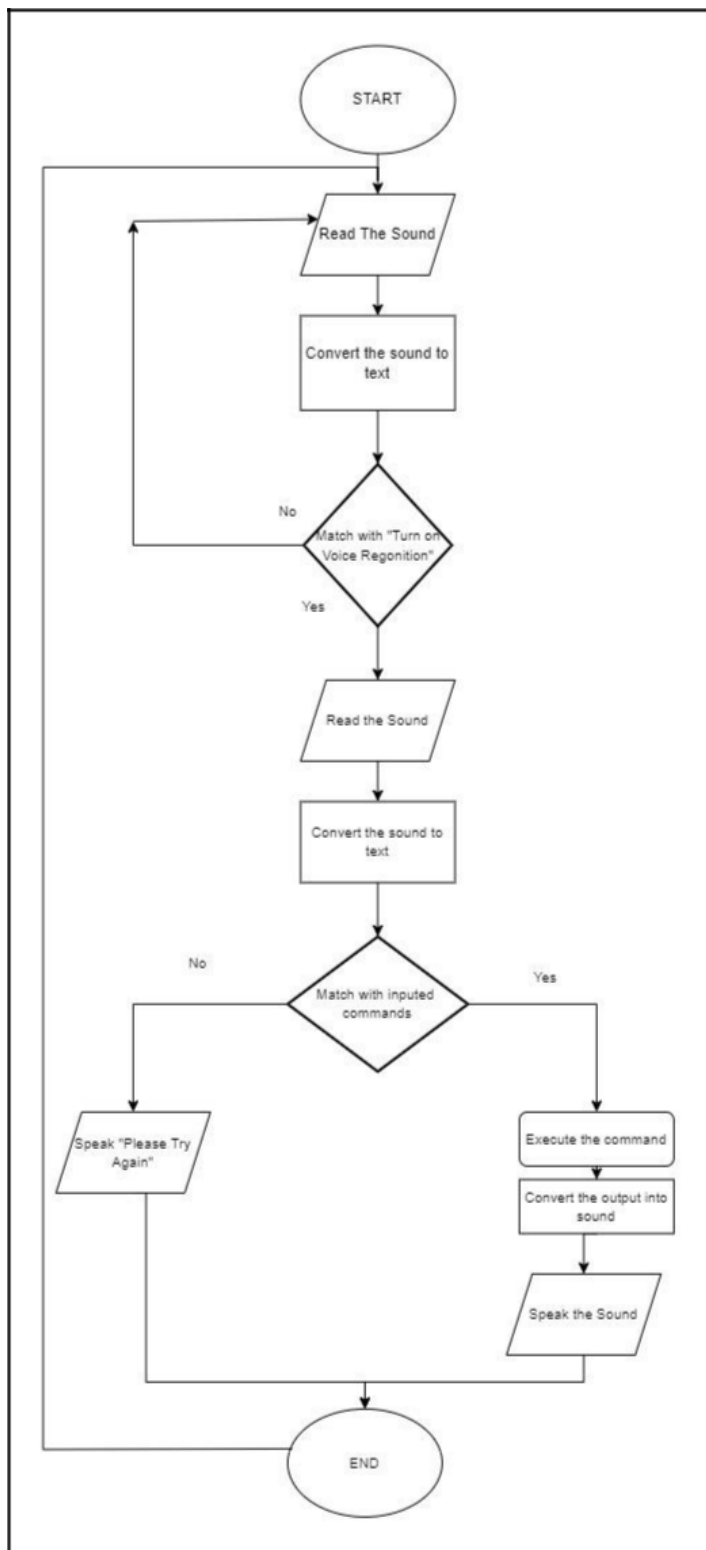 START
Read The Sound
Convert the sound to
text
No
Match with "Turn on
Voice Regonition"
Yes
Read the Sound
Convert the sound to
text
No
Yes
Match with inputed
commands
Speak "Please Try
Again"
Execute the command
Convert the output into
sound
Speak the Sound
END